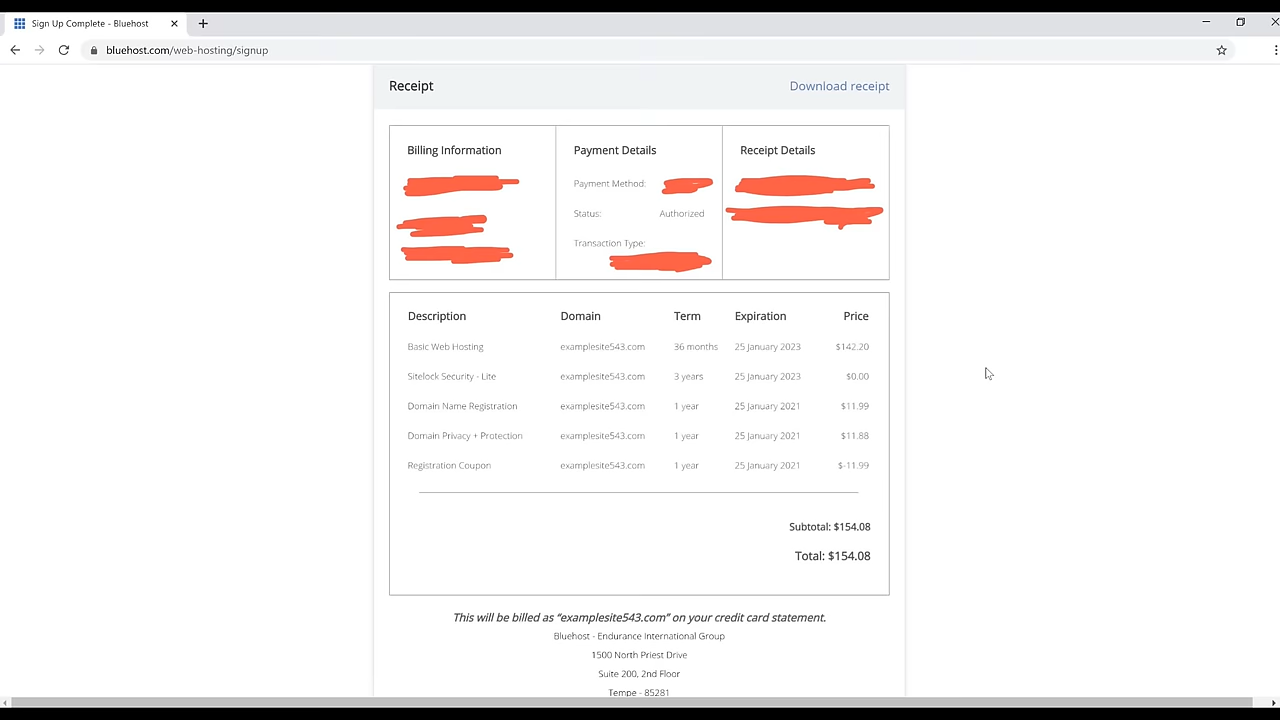 Sign Up Complete - Bluehost
bluehost.com/web-hosting/signup
Receipt
Download receipt
Billing Information
Payment Details
Payment Method:
Status: Authorized
Transaction Type:
Receipt Details
Description Domain Term Expiration Price
Basic Web Hosting examplesite543.com 36 months 25 January 2023 $142.20
Sitelock Security - Lite examplesite543.com 3 years 25 January 2023 $0.00
Domain Name Registration examplesite543.com 1 year 25 January 2021 $11.99
Domain Privacy + Protection examplesite543.com 1 year 25 January 2021 $11.88
Registration Coupon examplesite543.com 1 year 25 January 2021 $-11.99
Subtotal: $154.08
Total: $154.08
This will be billed as “examplesite543.com” on your credit card statement.
Bluehost - Endurance International Group
1500 North Priest Drive
Suite 200, 2nd Floor
Tempe - 85281